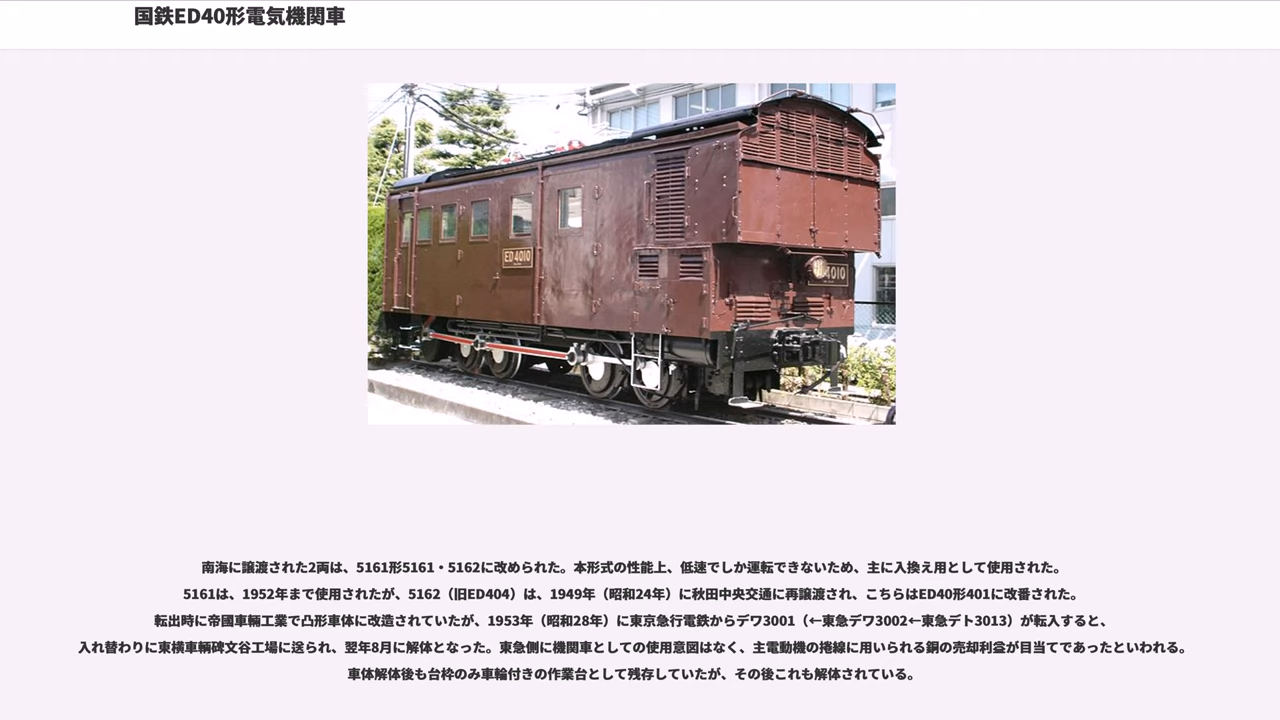 国鉄ED40形電気機関車
ED4010
4010
南海に譲渡された2両は、5161形5161・5162に改められた。本形式の性能上、低速でしか運転できないため、主に入換え用として使用された。
5161は、1952年まで使用されたが、5162（旧ED404）は、1949年（昭和24年）に秋田中央交通に再譲渡され、こちらはED40形401に改番された。
転出時に帝國車輛工業で凸形車体に改造されていたが、1953年（昭和28年）に東京急行電鉄からデワ3001（←東急デワ3002←東急デト3013）が転入すると、
入れ替わりに東横車輌碑文谷工場に送られ、翌年8月に解体となった。東急側に機関車としての使用意図はなく、主電動機の捲線に用いられる銅の売却利益が目当てであったといわれる。
車体解体後も台枠のみ車輪付きの作業台として残存していたが、その後これも解体されている。